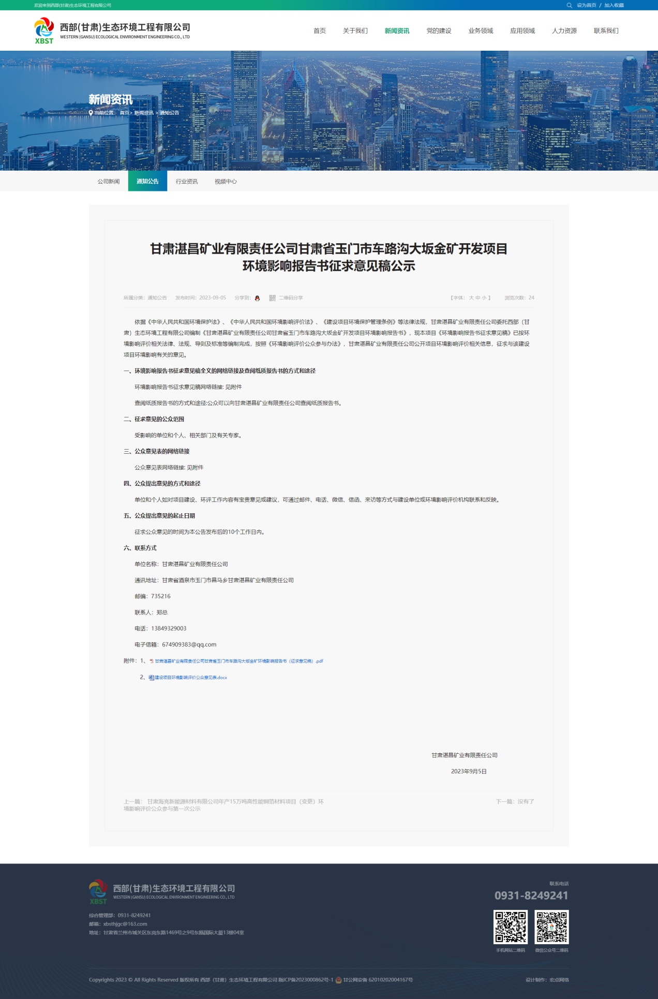 欢迎来到西部(甘肃)生态环境工程有限公司
设为首页 / 加入收藏
XBST
西部(甘肃)生态环境工程有限公司
WESTERN (GANSU) ECOLOGICAL ENVIRONMENT ENGINEERING CO., LTD
首页 关于我们 新闻资讯 党的建设 业务领域 应用领域 人力资源 联系我们
新闻资讯
当前位置： 首页> 新闻资讯 > 通知公告
公司新闻 通知公告 行业资讯 视频中心
甘肃湛昌矿业有限责任公司甘肃省玉门市车路沟大坂金矿开发项目
环境影响报告书征求意见稿公示
所属分类：通知公告 发布时间：2023-09-05 分享到： 二维码分享 【字体： 大 中 小 】 浏览次数：24
依据《中华人民共和国环境保护法》、《中华人民共和国环境影响评价法》、《建设项目环境保护管理条例》等法律法规，甘肃湛昌矿业有限责任公司委托西部（甘
肃）生态环境工程有限公司编制《甘肃湛昌矿业有限责任公司甘肃省玉门市车路沟大坂金矿开发项目环境影响报告书》，现本项目《环境影响报告书征求意见稿》已按环
境影响评价相关法律、法规、导则及标准等编制完成，按照《环境影响评价公众参与办法》，甘肃湛昌矿业有限责任公司公开项目环境影响评价相关信息，征求与该建设
项目环境影响有关的意见。
一、环境影响报告书征求意见稿全文的网络链接及查阅纸质报告书的方式和途径
环境影响报告书征求意见稿网络链接: 见附件
查阅纸质报告书的方式和途径:公众可以向甘肃湛昌矿业有限责任公司查阅纸质报告书。
二、征求意见的公众范围
受影响的单位和个人、相关部门及有关专家。
三、公众意见表的网络链接
公众意见表网络链接: 见附件
四、公众提出意见的方式和途径
单位和个人如对项目建设、环评工作内容有宝贵意见或建议，可通过邮件、电话、微信、信函、来访等方式与建设单位或环境影响评价机构联系和反映。
五、公众提出意见的起止日期
征求公众意见的时间为本公告发布后的10个工作日内。
六、联系方式
单位名称：甘肃湛昌矿业有限责任公司
通讯地址：甘肃省酒泉市玉门市昌马乡甘肃湛昌矿业有限责任公司
邮编：735216
联系人：郑总
电话：13849329003
电子信箱：674909383@qq.com
附件：1、甘肃湛昌矿业有限责任公司甘肃省玉门市车路沟大坂金矿环境影响报告书（征求意见稿）.pdf
2、建设项目环境影响评价公众意见表.docx
甘肃湛昌矿业有限责任公司
2023年9月5日
上一篇： 甘肃海亮新能源材料有限公司年产15万吨高性能铜箔材料项目（变更）环
境影响评价公众参与第一次公示
下一篇：没有了
XBST
西部(甘肃)生态环境工程有限公司
WESTERN (GANSU) ECOLOGICAL ENVIRONMENT ENGINEERING CO., LTD
综合管理部：0931-8249241
邮箱：xbsthjgc@163.com
地址：甘肃省兰州市城关区东岗东路1469号之9号东瓯国际大厦13楼04室
联系电话
0931-8249241
手机网站二维码 微信公众号二维码
Copyrights 2023 © All Rights Reserved 版权所有 西部（甘肃）生态环境工程有限公司 陇ICP备2023000862号-1 甘公网安备 62010202004167号
设计制作：宏点网络